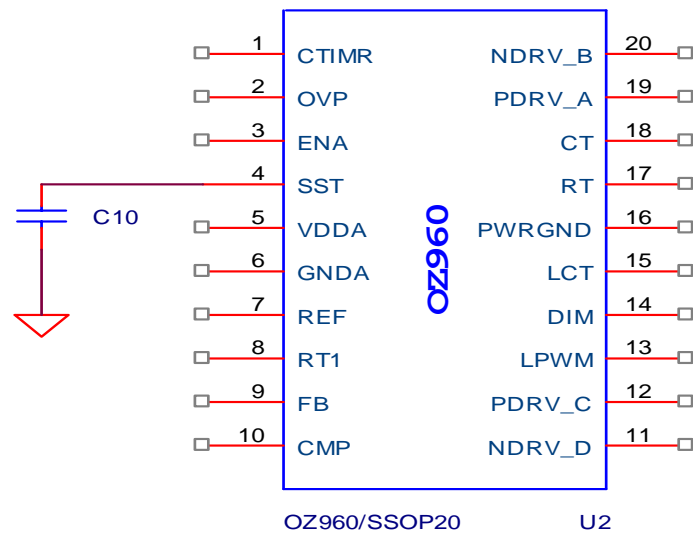 1 CTIMR NDRV_B 20
2 OVP PDRV_A 19
3 ENA CT 18
4 SST RT 17
C10
5 VDDA PWRGND 16
6 GNDA LCT 15
OZ960
7 REF DIM 14
8 RT1 LPWM 13
9 FB PDRV_C 12
10 CMP NDRV_D 11
OZ960/SSOP20 U2